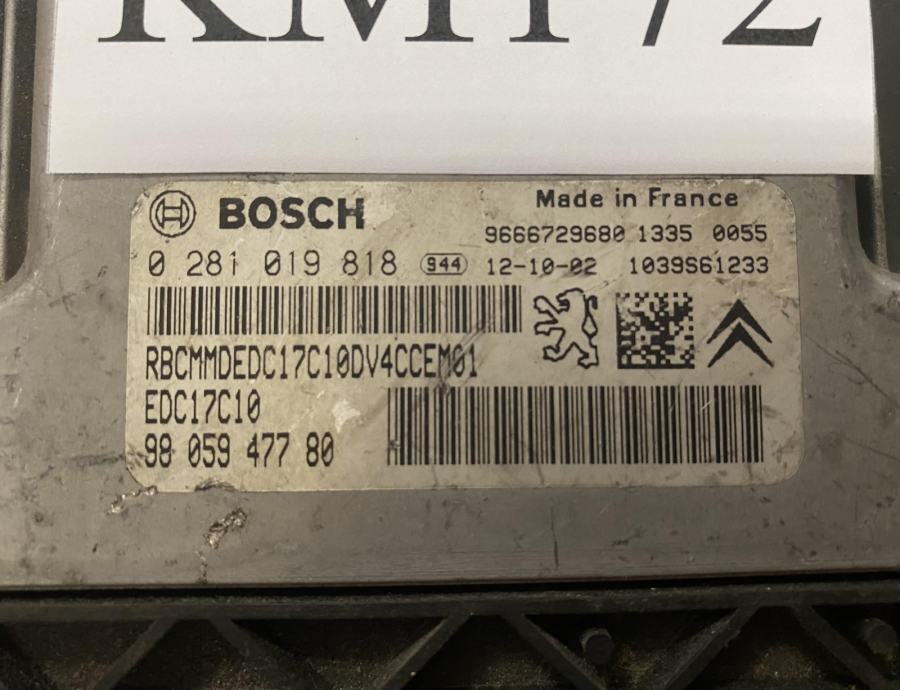 KM172
BOSCH
Made in France
9666729680 1335 0055
0 281 019 818 944 12-10-02 1039S61233
RBCMMDEDC17C10DV4CCEM01
EDC17C10
98 059 477 80